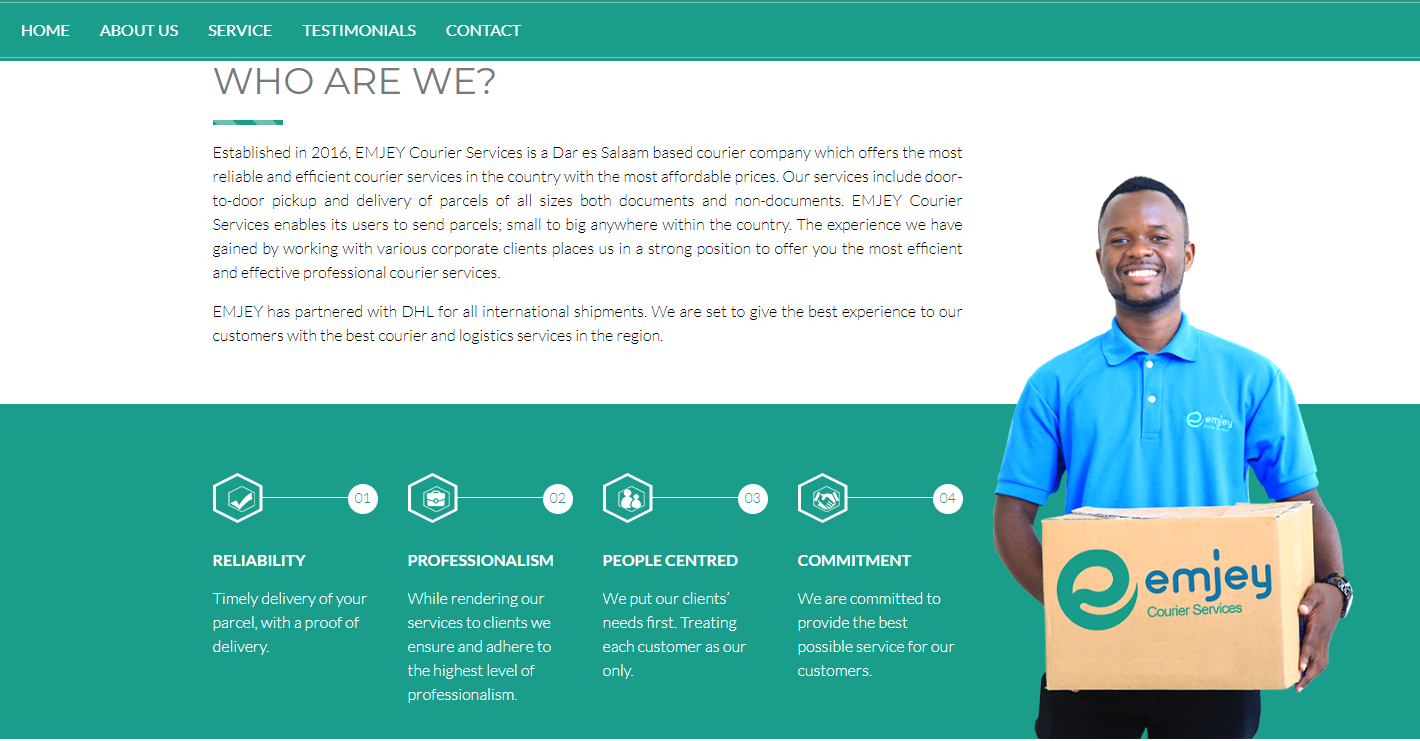 HOME ABOUT US SERVICE TESTIMONIALS CONTACT
WHO ARE WE?
Established in 2016, EMJEY Courier Services is a Dar es Salaam based courier company which offers the most
reliable and efficient courier services in the country with the most affordable prices. Our services include door-
to-door pickup and delivery of parcels of all sizes both documents and non-documents. EMJEY Courier
Services enables its users to send parcels; small to big anywhere within the country. The experience we have
gained by working with various corporate clients places us in a strong position to offer you the most efficient
and effective professional courier services.
EMJEY has partnered with DHL for all international shipments. We are set to give the best experience to our
customers with the best courier and logistics services in the region.
emjey
01
RELIABILITY
Timely delivery of your
parcel, with a proof of
delivery.
02
PROFESSIONALISM
While rendering our
services to clients we
ensure and adhere to
the highest level of
professionalism.
03
PEOPLE CENTRED
We put our clients’
needs first. Treating
each customer as our
only.
04
COMMITMENT
We are committed to
provide the best
possible service for our
customers.
emjey
Courier Services